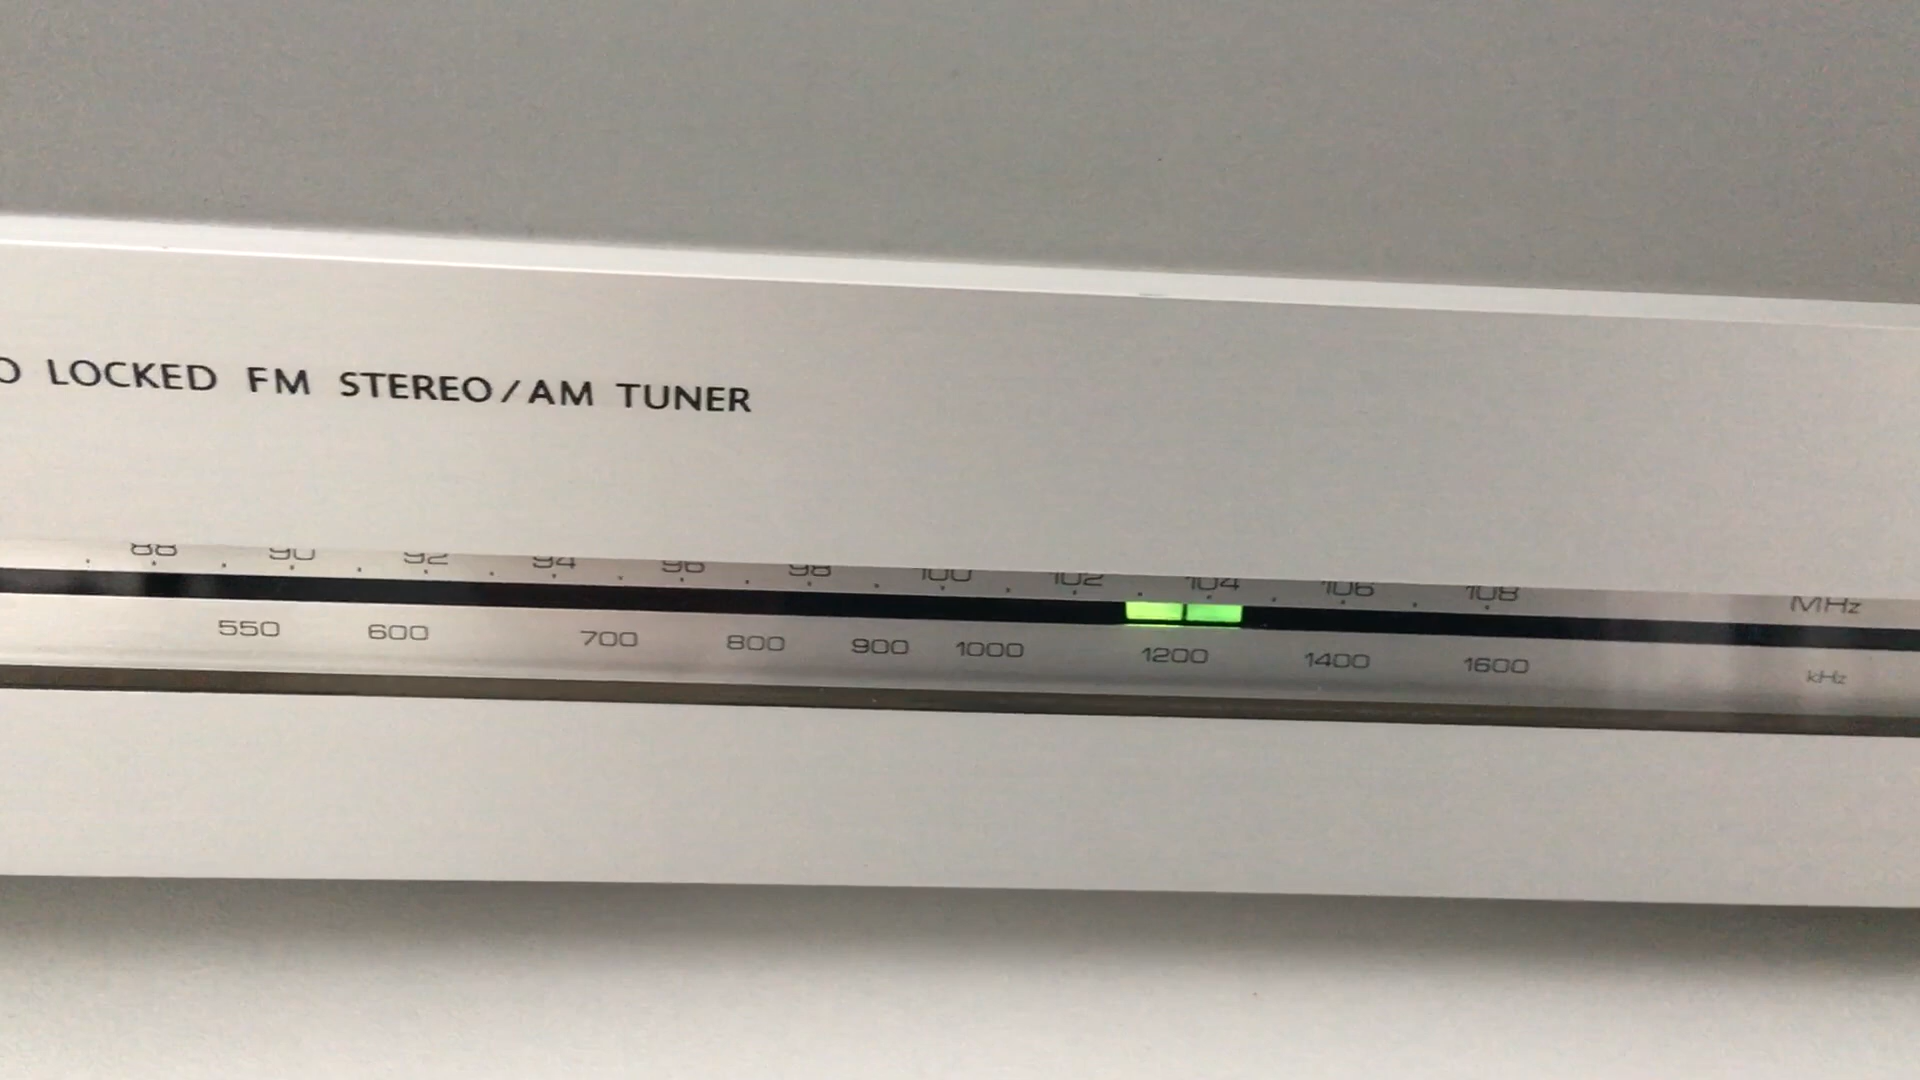 O LOCKED FM STEREO/AM TUNER
88 90 92 94 96 98 100 102 104 106 108 MHz
550 600 700 800 900 1000 1200 1400 1600 kHz